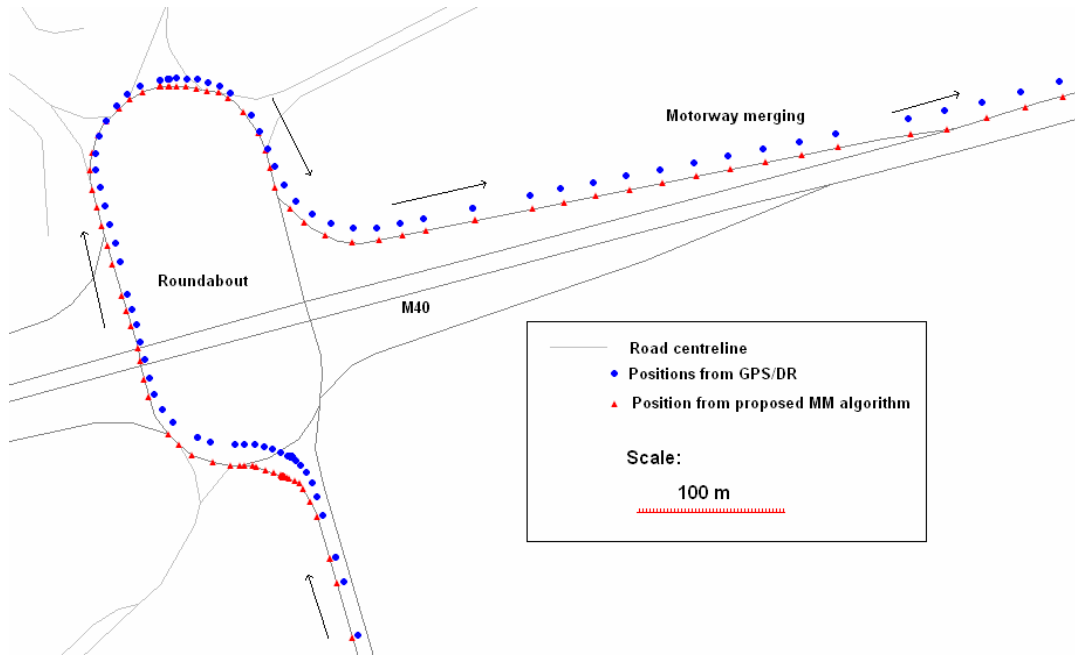 Motorway merging
Roundabout
M40
Road centreline
Positions from GPS/DR
Position from proposed MM algorithm
Scale:
100 m